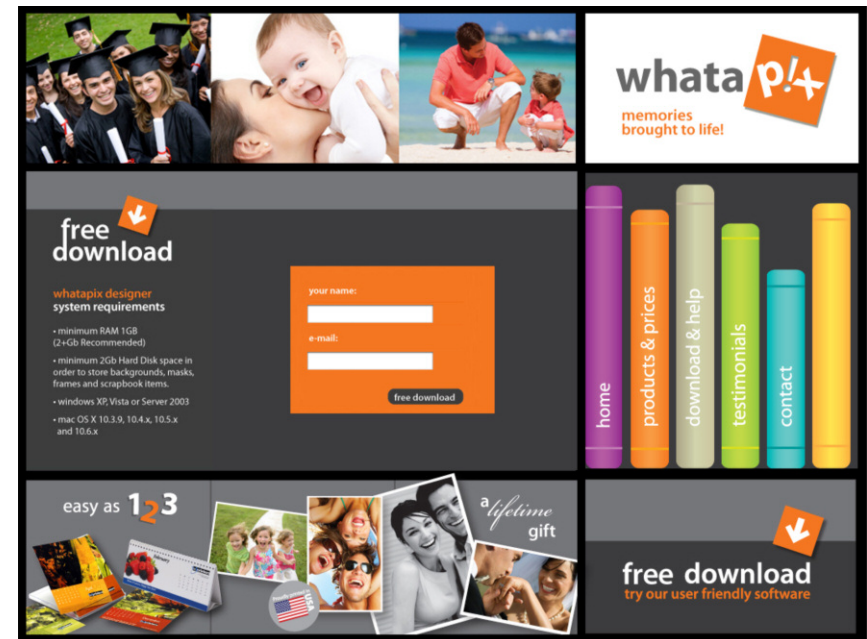 whata p!x
memories
brought to life!
free
download
whatapix designer
system requirements
• minimum RAM 1GB
(2+Gb Recommended)
• minimum 2Gb Hard Disk space in
order to store backgrounds, masks,
frames and scrapbook items.
• windows XP, Vista or Server 2003
• mac OS X 10.3.9, 10.4.x, 10.5.x
and 10.6.x
your name:
e-mail:
free download
home
products & prices
download & help
testimonials
contact
easy as 123
a lifetime
gift
free download
try our user friendly software